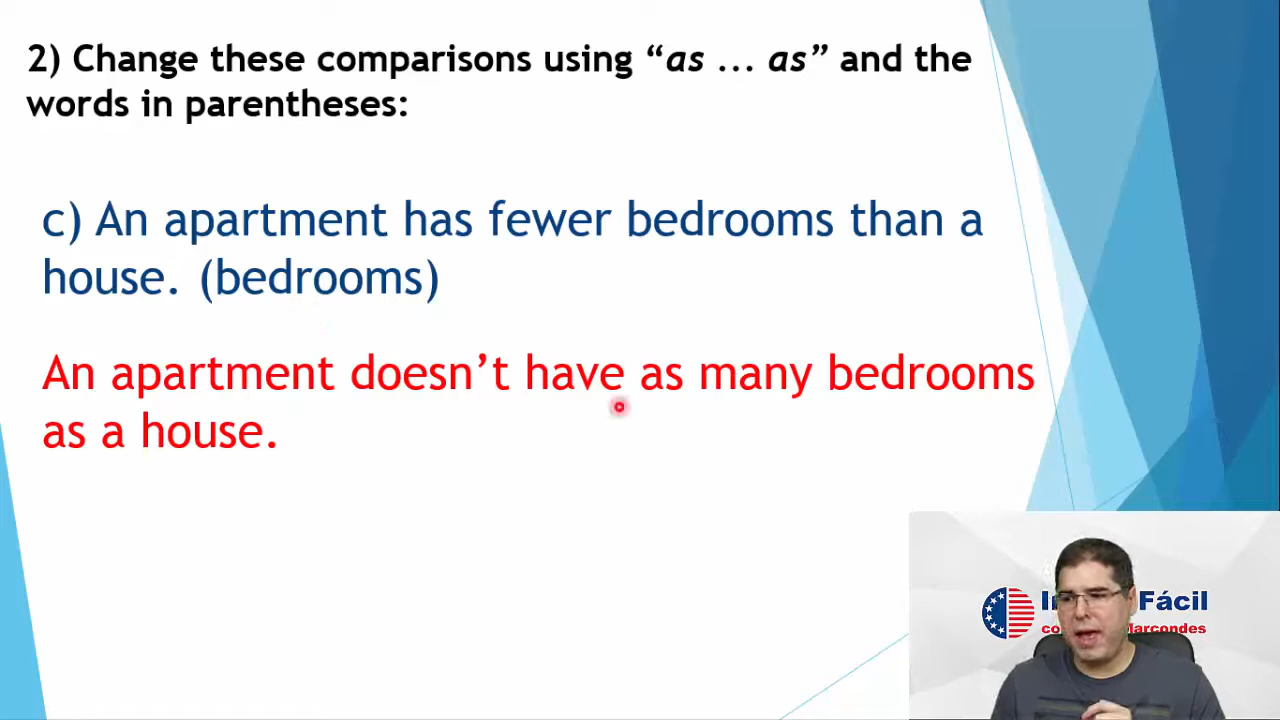 2) Change these comparisons using “as ... as” and the
words in parentheses:
c) An apartment has fewer bedrooms than a
house. (bedrooms)
An apartment doesn’t have as many bedrooms
as a house.
Fácil